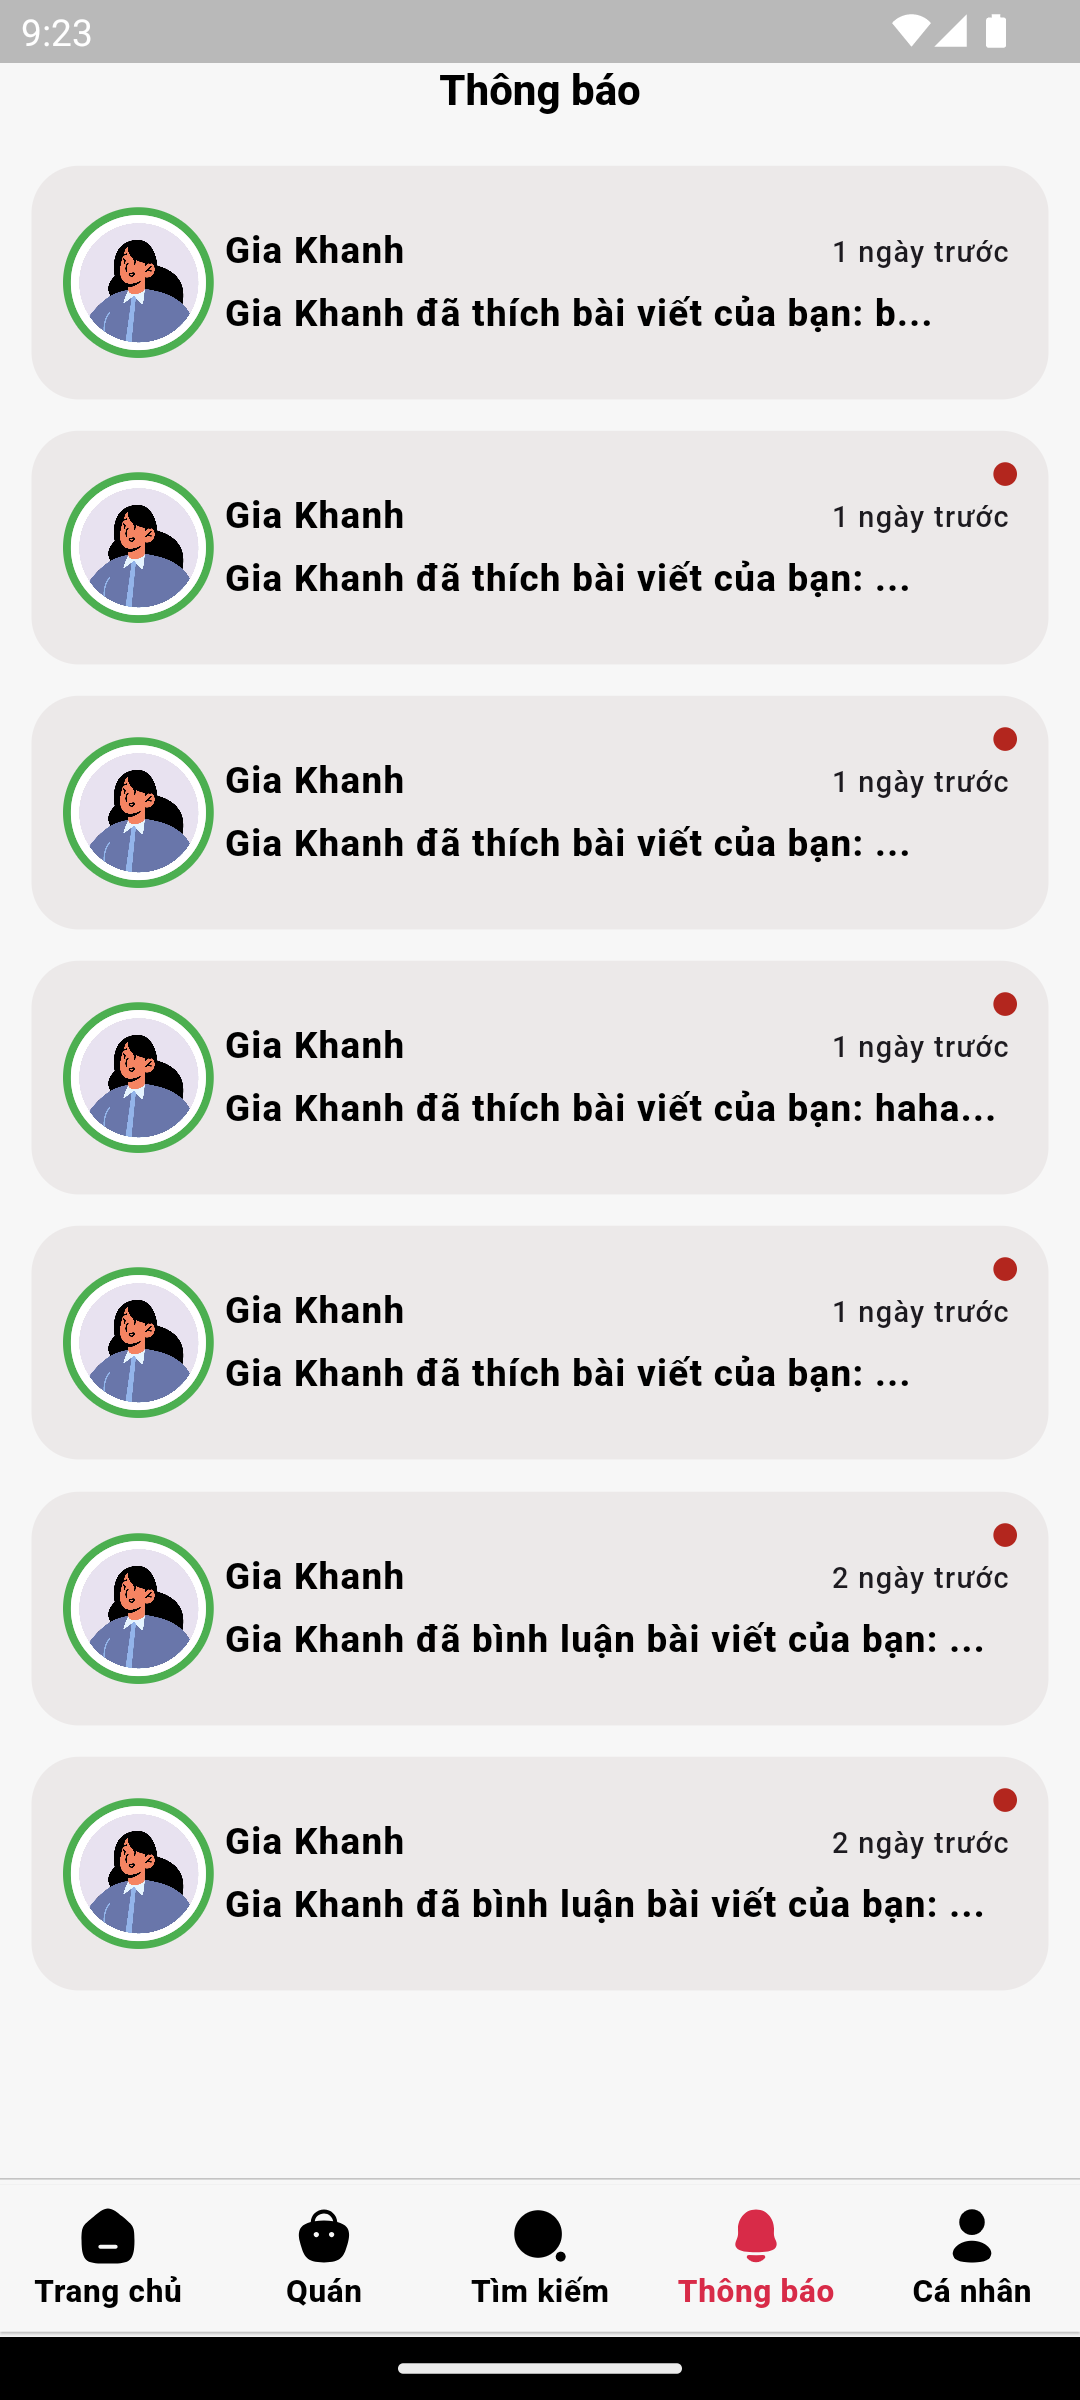 9:23
Thông báo
Gia Khanh
1 ngày trước
Gia Khanh đã thích bài viết của bạn: b...
Gia Khanh
1 ngày trước
Gia Khanh đã thích bài viết của bạn: ...
Gia Khanh
1 ngày trước
Gia Khanh đã thích bài viết của bạn: ...
Gia Khanh
1 ngày trước
Gia Khanh đã thích bài viết của bạn: haha...
Gia Khanh
1 ngày trước
Gia Khanh đã thích bài viết của bạn: ...
Gia Khanh
2 ngày trước
Gia Khanh đã bình luận bài viết của bạn: ...
Gia Khanh
2 ngày trước
Gia Khanh đã bình luận bài viết của bạn: ...
Trang chủ
Quán
Tìm kiếm
Thông báo
Cá nhân